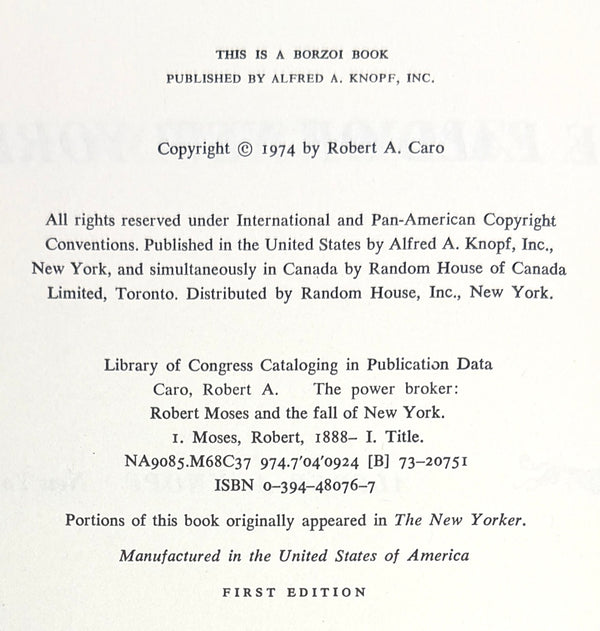 THIS IS A BORZOI BOOK
PUBLISHED BY ALFRED A. KNOPF, INC.
Copyright © 1974 by Robert A. Caro
All rights reserved under International and Pan-American Copyright
Conventions. Published in the United States by Alfred A. Knopf, Inc.,
New York, and simultaneously in Canada by Random House of Canada
Limited, Toronto. Distributed by Random House, Inc., New York.
Library of Congress Cataloging in Publication Data
Caro, Robert A. The power broker:
Robert Moses and the fall of New York.
1. Moses, Robert, 1888– I. Title.
NA9085.M68C37 974.7'04'0924 [B] 73–20751
ISBN 0–394–48076–7
Portions of this book originally appeared in The New Yorker.
Manufactured in the United States of America
FIRST EDITION